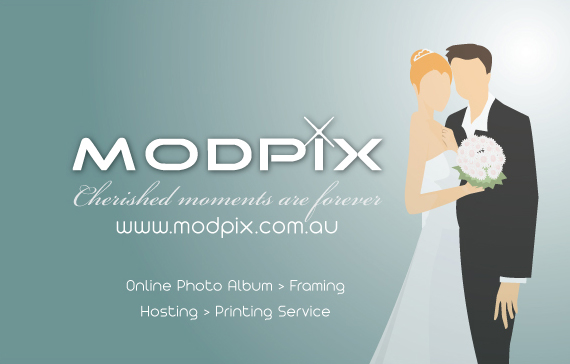 MODPIX
Cherished moments are forever
www.modpix.com.au
Online Photo Album > Framing
Hosting > Printing Service